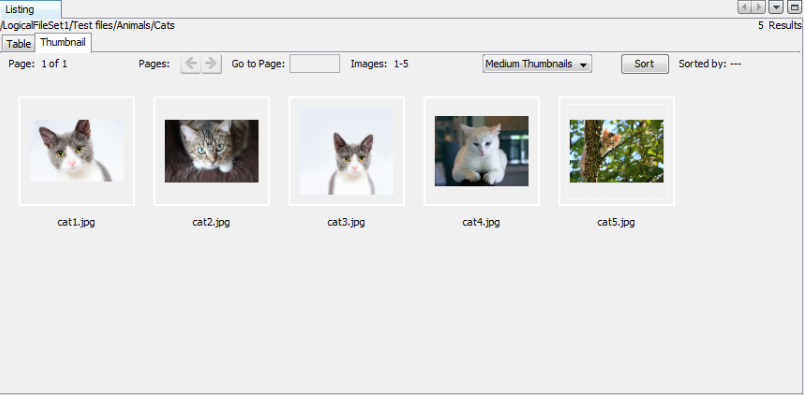 Listing
/LogicalFileSet1/Test files/Animals/Cats 5 Results
Table Thumbnail
Page: 1 of 1 Pages: Go to Page: Images: 1-5 Medium Thumbnails Sort Sorted by: ---
cat1.jpg cat2.jpg cat3.jpg cat4.jpg cat5.jpg